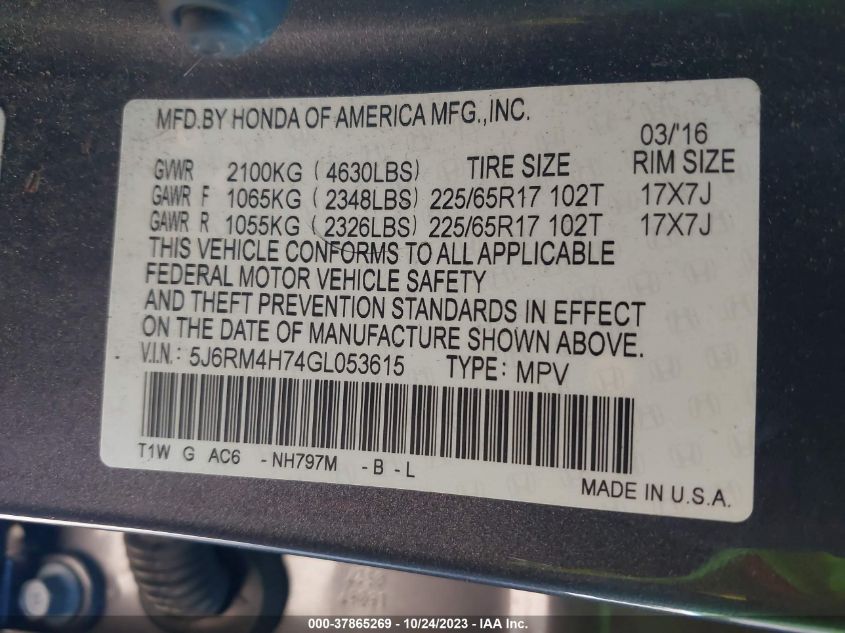 MFD.BY HONDA OF AMERICA MFG.,INC.
03/'16
GVWR 2100KG (4630LBS) TIRE SIZE RIM SIZE
GAWR F 1065KG (2348LBS) 225/65R17 102T 17X7J
GAWR R 1055KG (2326LBS) 225/65R17 102T 17X7J
THIS VEHICLE CONFORMS TO ALL APPLICABLE
FEDERAL MOTOR VEHICLE SAFETY
AND THEFT PREVENTION STANDARDS IN EFFECT
ON THE DATE OF MANUFACTURE SHOWN ABOVE.
V.I.N.: 5J6RM4H74GL053615 TYPE: MPV
T1W G AC6 -NH797M -B -L
MADE IN U.S.A.
000-37865269 - 10/24/2023 - © IAA Inc.